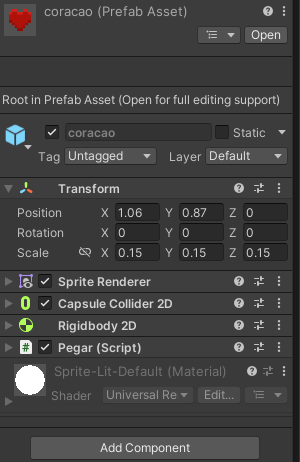 coracao (Prefab Asset)
Open
Root in Prefab Asset (Open for full editing support)
coracao Static
Tag Untagged Layer Default
Transform
Position X 1.06 Y 0.87 Z 0
Rotation X 0 Y 0 Z 0
Scale X 0.15 Y 0.15 Z 0.15
Sprite Renderer
Capsule Collider 2D
Rigidbody 2D
# Pegar (Script)
Sprite-Lit-Default (Material)
Shader Universal Re Edit...
Add Component